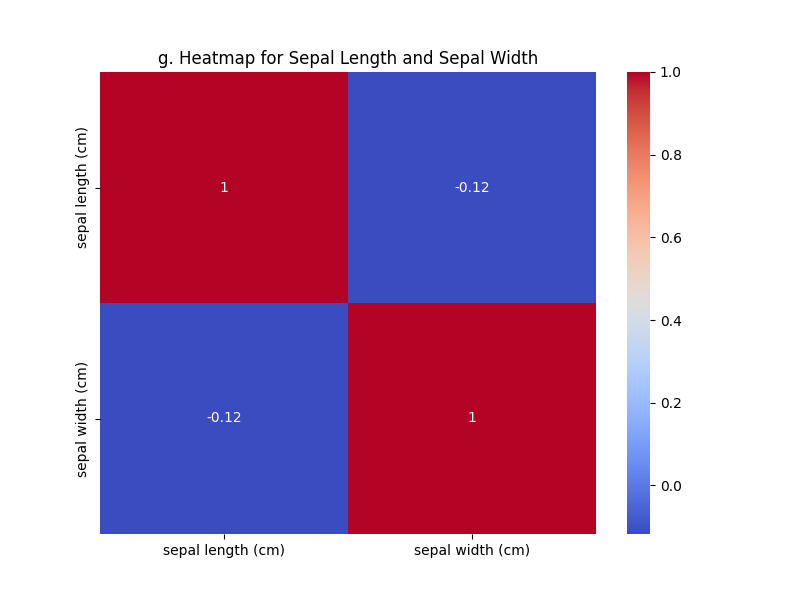 g. Heatmap for Sepal Length and Sepal Width
sepal length (cm)
sepal width (cm)
1
-0.12
-0.12
1
sepal length (cm)
sepal width (cm)
1.0
0.8
0.6
0.4
0.2
0.0